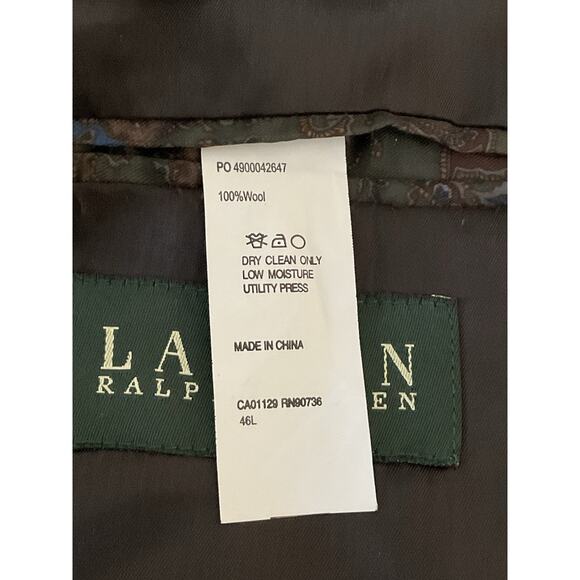 PO 4900042647
100%Wool
DRY CLEAN ONLY
LOW MOISTURE
UTILITY PRESS
MADE IN CHINA
CA01129 RN90736
46L
LA N
RALP EN